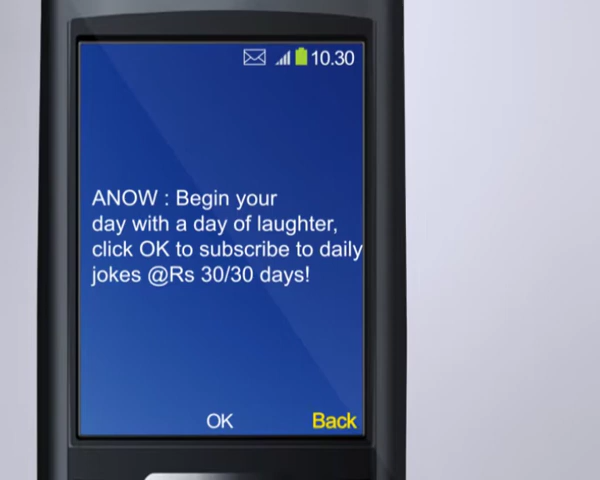 10.30
ANOW : Begin your
day with a day of laughter,
click OK to subscribe to daily
jokes @Rs 30/30 days!
OK Back